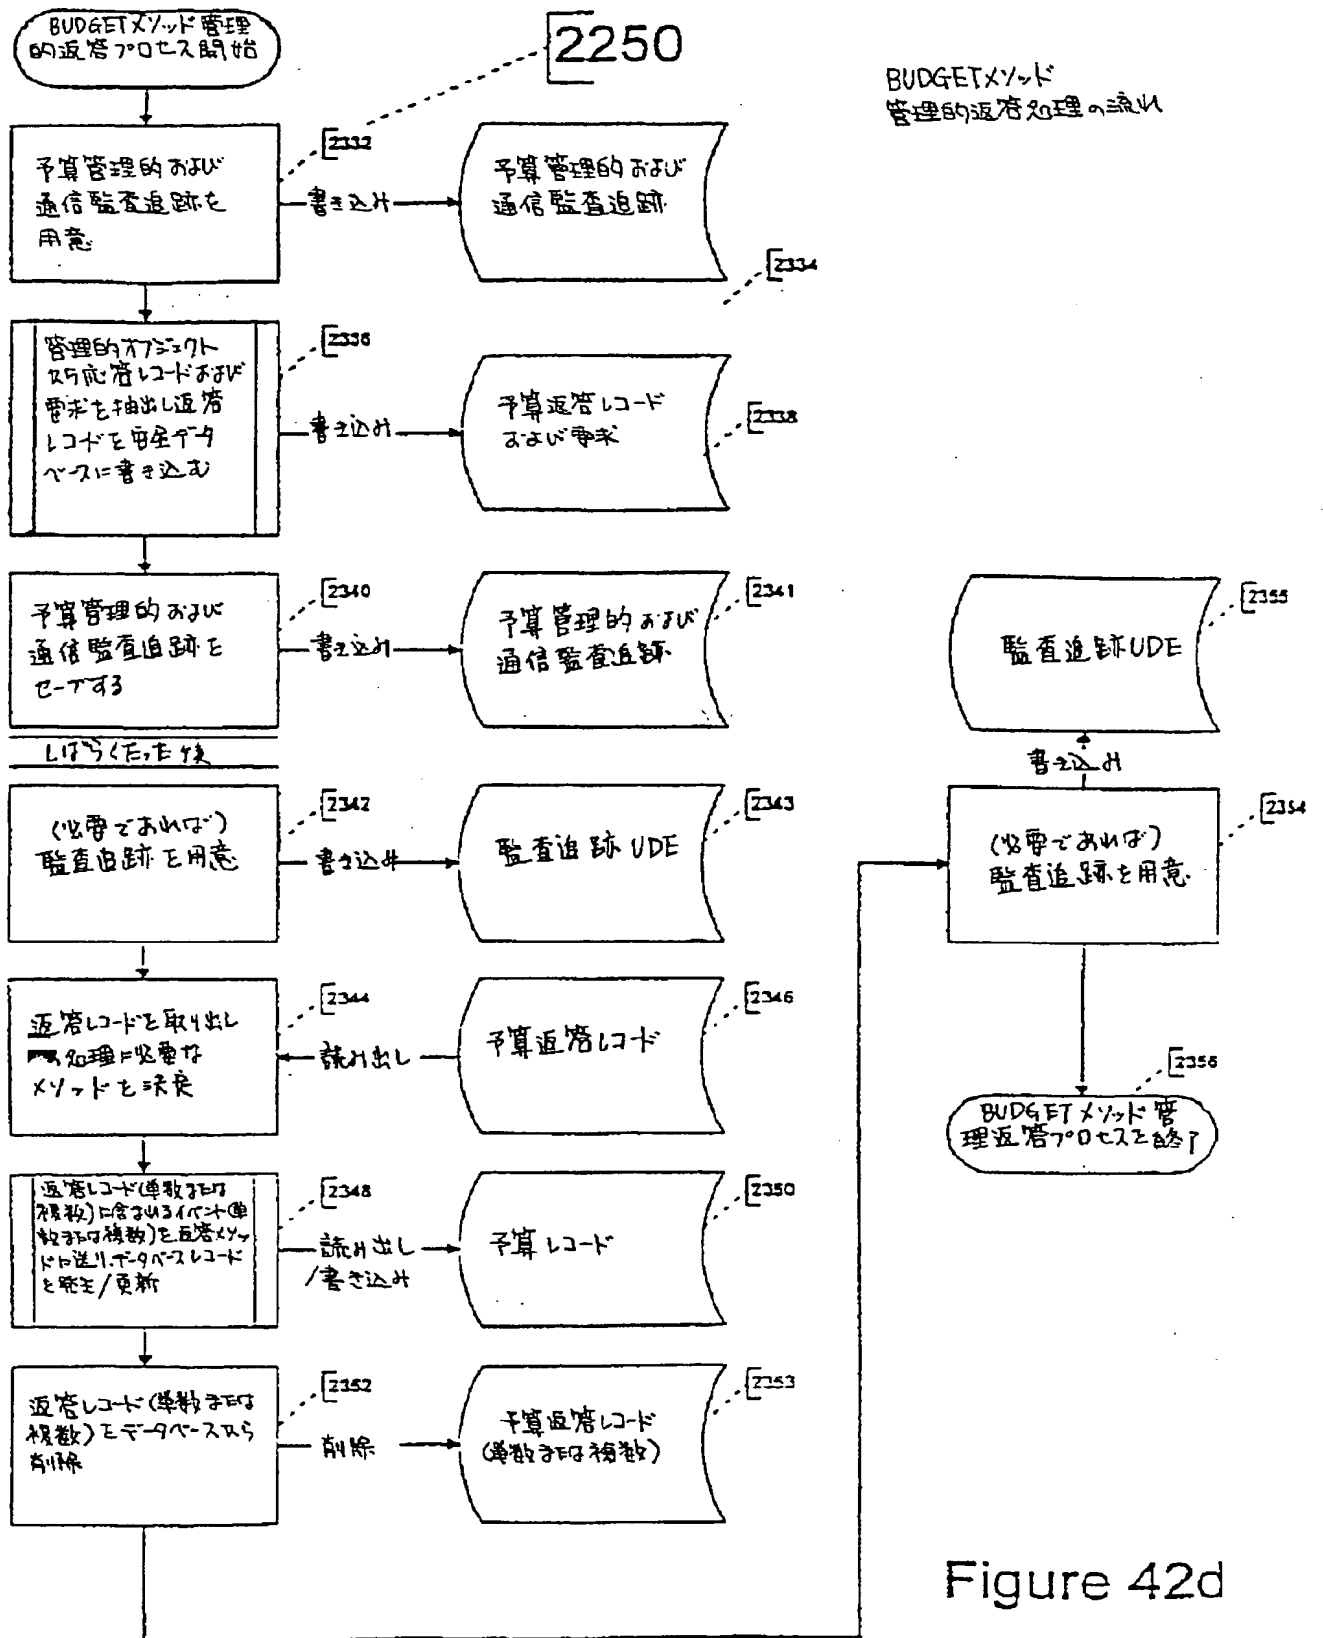 BUDGETメソッド管理
的返答プロセス開始
2250
BUDGETメソッド
管理的返答処理の流れ
予算管理的および
通信監査追跡を
用意
2332
書き込み
予算管理的および
通信監査追跡
2334
管理的オブジェクト
から応答レコードおよび
要求を抽出し返答
レコードを安全データ
ベースに書き込む
2336
書き込み
予算返答レコード
および要求
2338
予算管理的および
通信監査追跡を
セーブする
2340
書き込み
予算管理的および
通信監査追跡
2341
しばらくたった後
(必要であれば)
監査追跡を用意
2342
書き込み
監査追跡 UDE
2343
返答レコードを取り出し
処理に必要な
メソッドを決定
2344
読み出し
予算返答レコード
2346
返答レコード(単数または
複数)に含まれるイベント(単
数または複数)を返答メソッ
ドに送り、データベースレコード
を発生/更新
2348
読み出し
/書き込み
予算レコード
2350
返答レコード(単数または
複数)をデータベースから
削除
2352
削除
予算返答レコード
(単数または複数)
2353
監査追跡UDE
2355
書き込み
(必要であれば)
監査追跡を用意
2354
2356
BUDGETメソッド管
理返答プロセスを終了
Figure 42d